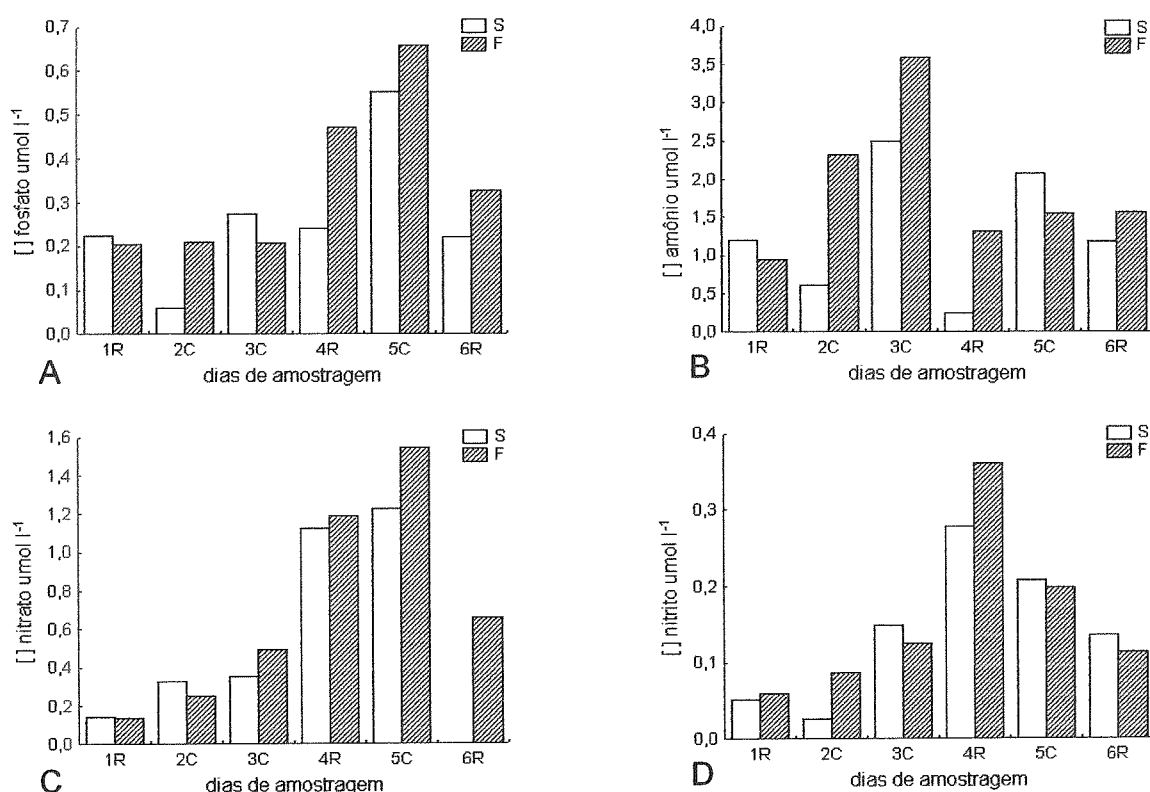 0,7
0,6
0,5
0,4
0,3
0,2
0,1
0,0
[ ] fosfato umol l⁻¹
S
F
1R 2C 3C 4R 5C 6R
dias de amostragem
A
4,0
3,5
3,0
2,5
2,0
1,5
1,0
0,5
0,0
[ ] amônio umol l⁻¹
S
F
1R 2C 3C 4R 5C 6R
dias de amostragem
B
1,6
1,4
1,2
1,0
0,8
0,6
0,4
0,2
0,0
[ ] nitrato umol l⁻¹
S
F
1R 2C 3C 4R 5C 6R
dias de amostragem
C
0,4
0,3
0,2
0,1
0,0
[ ] nitrito umol l⁻¹
S
F
1R 2C 3C 4R 5C 6R
dias de amostragem
D